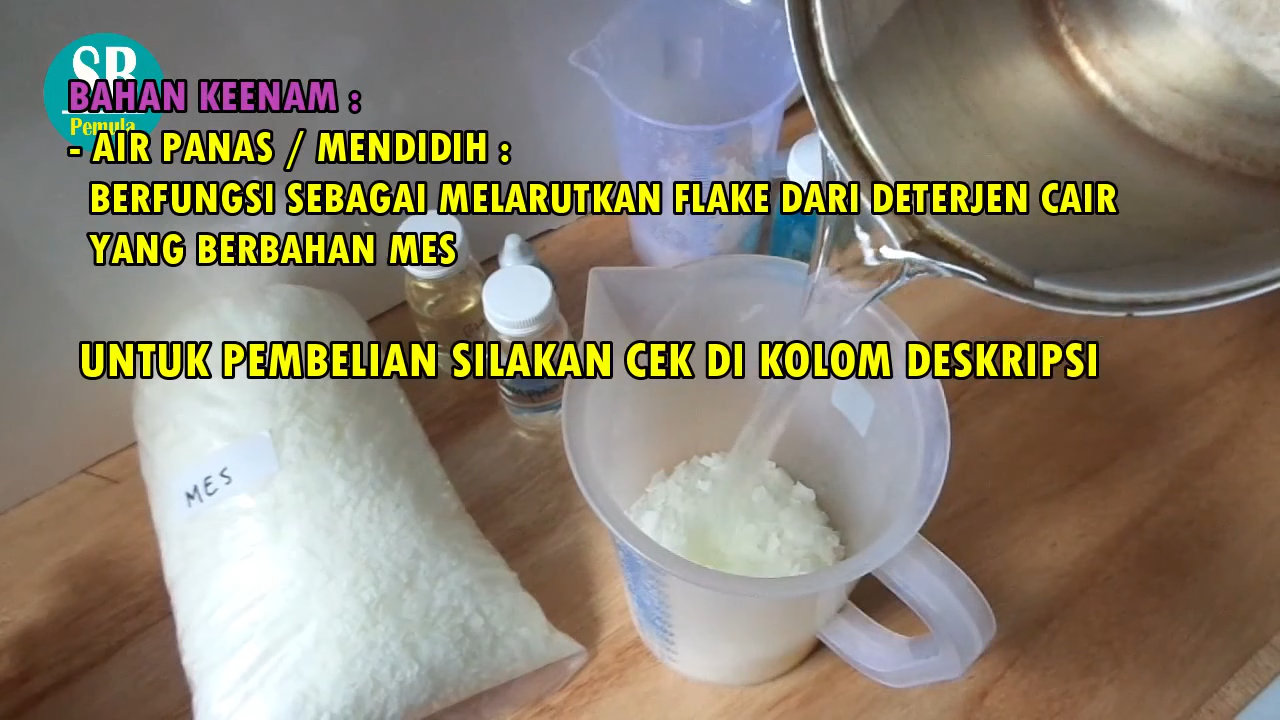 SB
Pemula
BAHAN KEENAM :
- AIR PANAS / MENDIDIH :
BERFUNGSI SEBAGAI MELARUTKAN FLAKE DARI DETERJEN CAIR
YANG BERBAHAN MES
UNTUK PEMBELIAN SILAKAN CEK DI KOLOM DESKRIPSI
MES